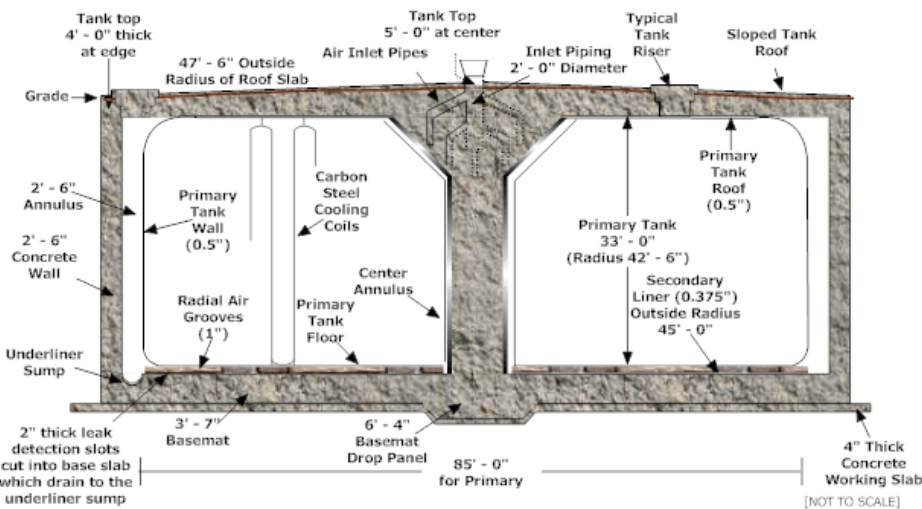 Tank top
4' - 0" thick
at edge
Tank Top
5' - 0" at center
Typical
Tank
Riser
Sloped Tank
Roof
47' - 6" Outside
Radius of Roof Slab
Air Inlet Pipes
Inlet Piping
2' - 0" Diameter
Grade
2' - 6"
Annulus
Primary
Tank
Wall
(0.5")
Carbon
Steel
Cooling
Coils
Primary
Tank
Roof
(0.5")
Primary Tank
33' - 0"
(Radius 42' - 6")
2' - 6"
Concrete
Wall
Center
Annulus
Secondary
Liner (0.375")
Outside Radius
45' - 0"
Radial Air
Grooves
(1")
Primary
Tank
Floor
Underliner
Sump
3' - 7"
Basemat
6' - 4"
Basemat
Drop Panel
2" thick leak
detection slots
cut into base slab
which drain to the
underliner sump
85' - 0"
for Primary
4" Thick
Concrete
Working Slab
[NOT TO SCALE]